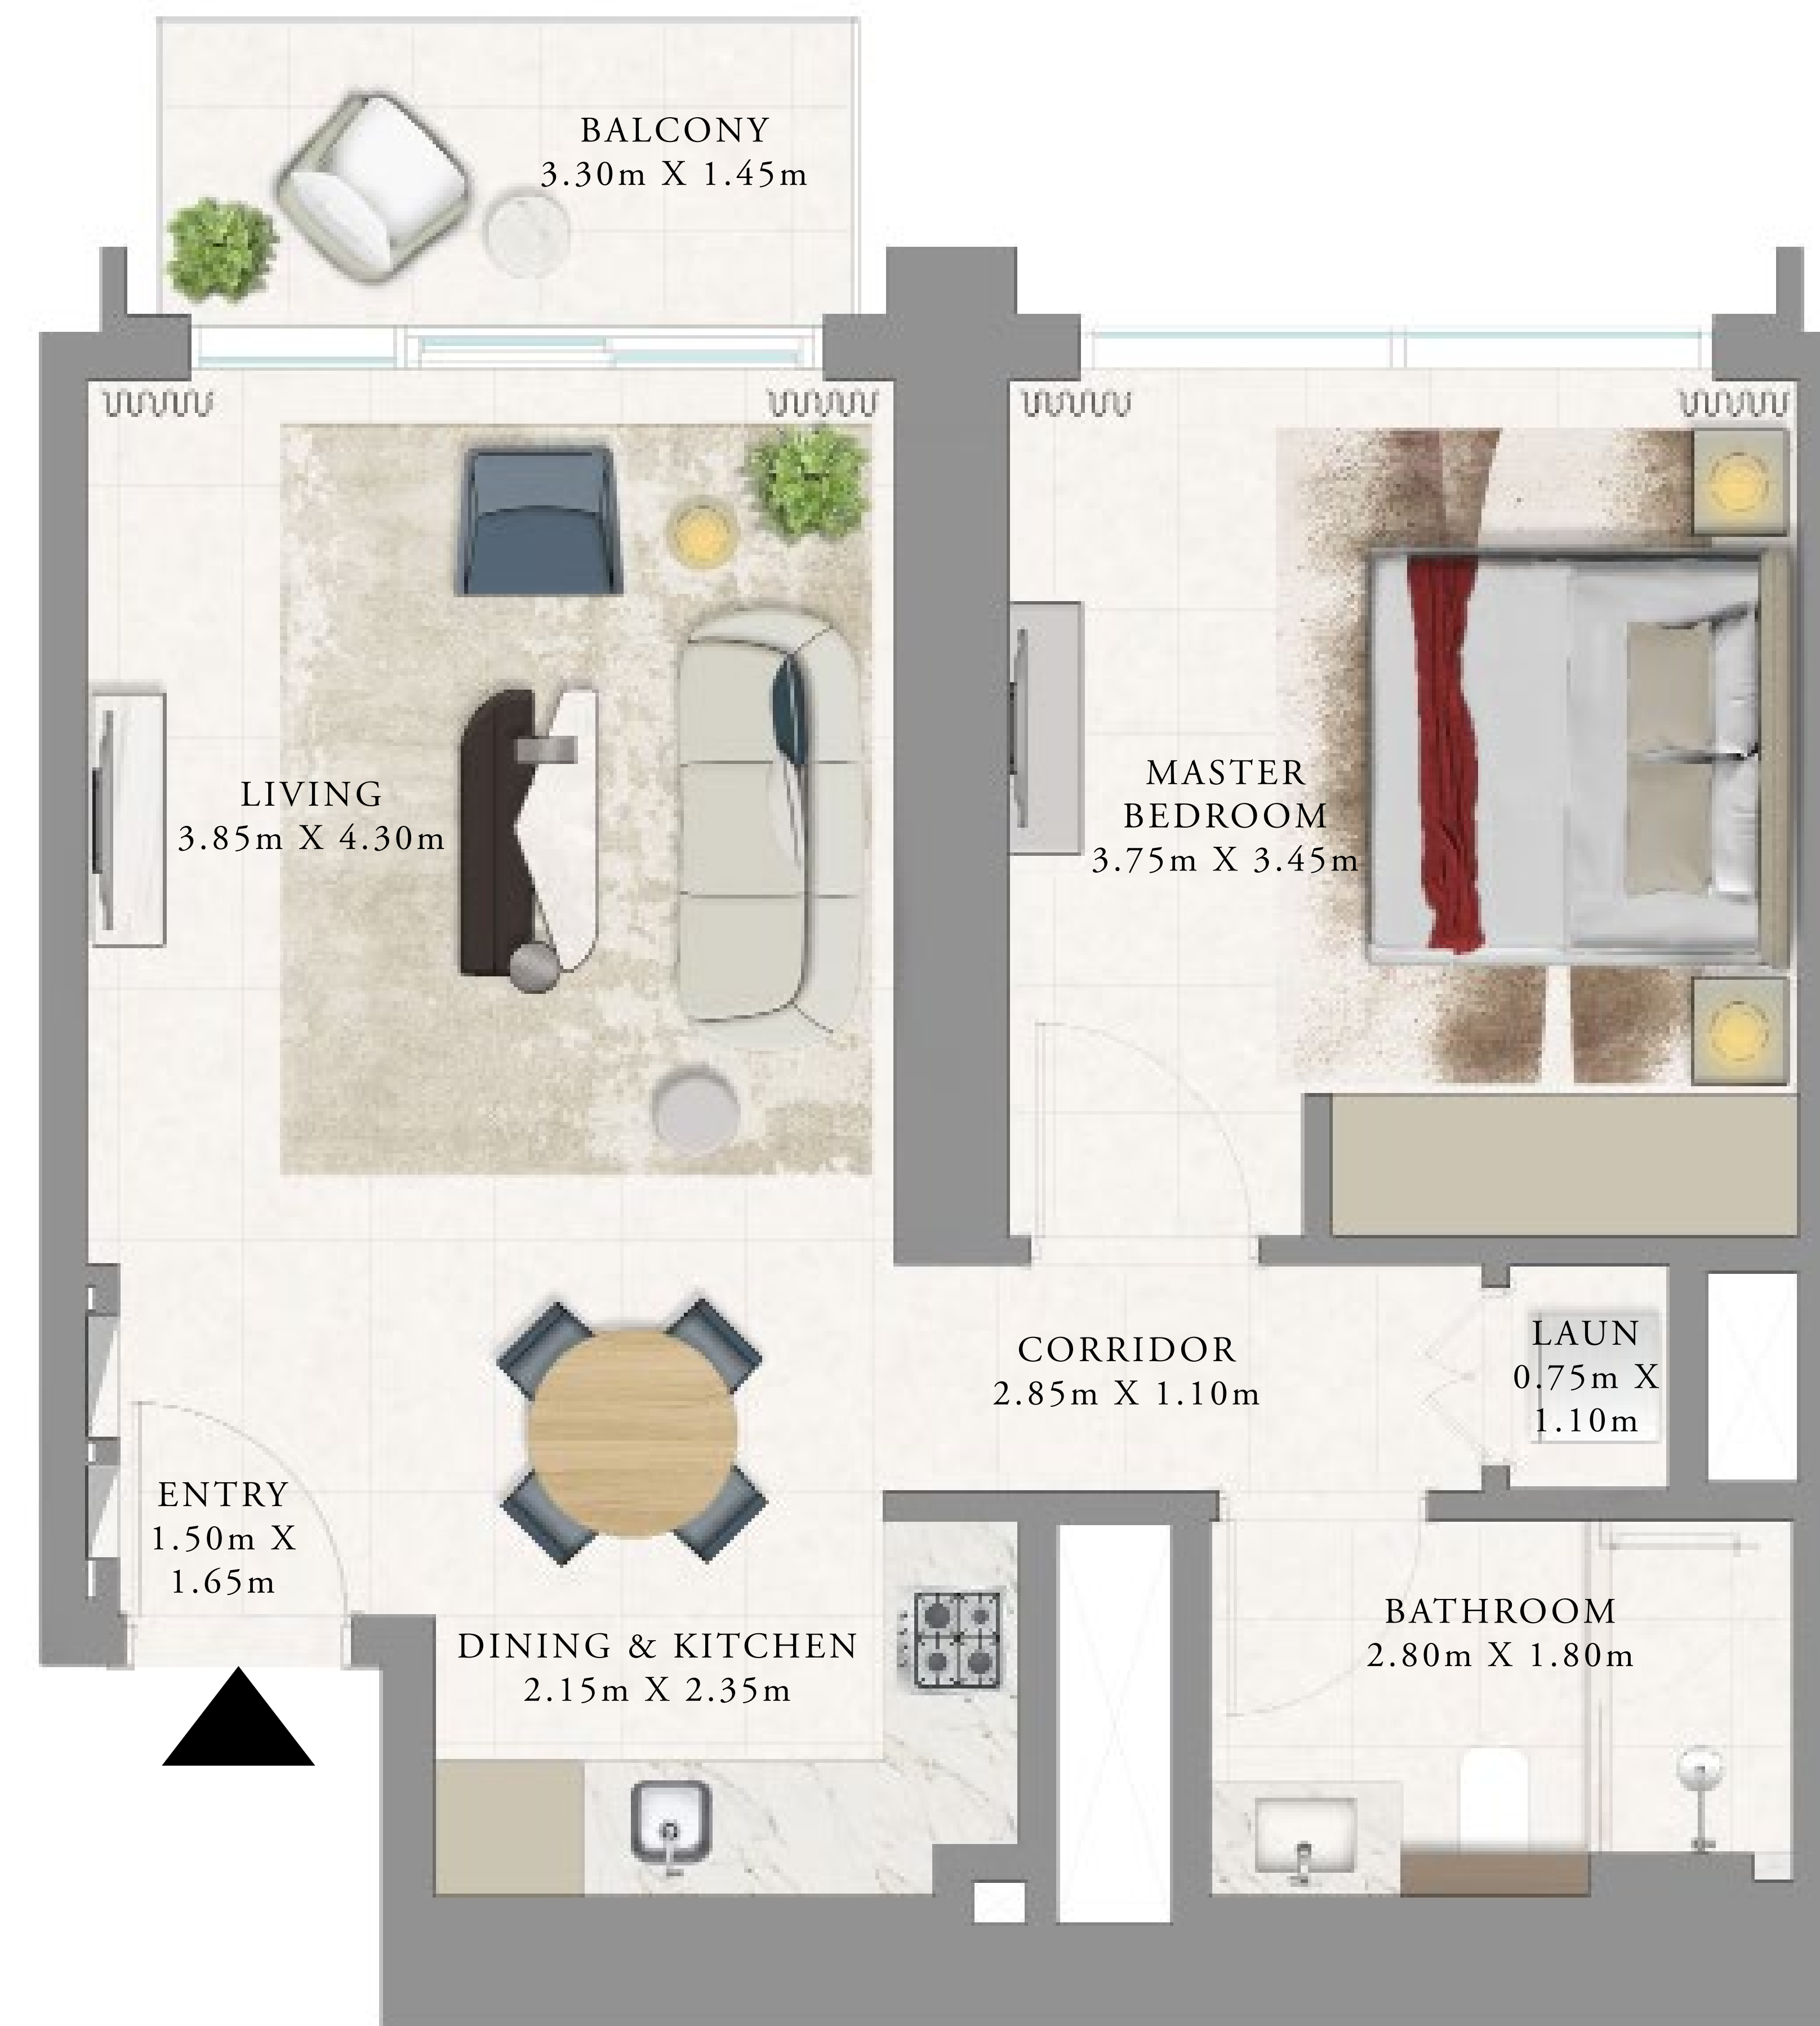 BALCONY
3.30m X 1.45m
LIVING
3.85m X 4.30m
MASTER
BEDROOM
3.75m X 3.45m
CORRIDOR
2.85m X 1.10m
LAUN
0.75m X
1.10m
ENTRY
1.50m X
1.65m
DINING & KITCHEN
2.15m X 2.35m
BATHROOM
2.80m X 1.80m